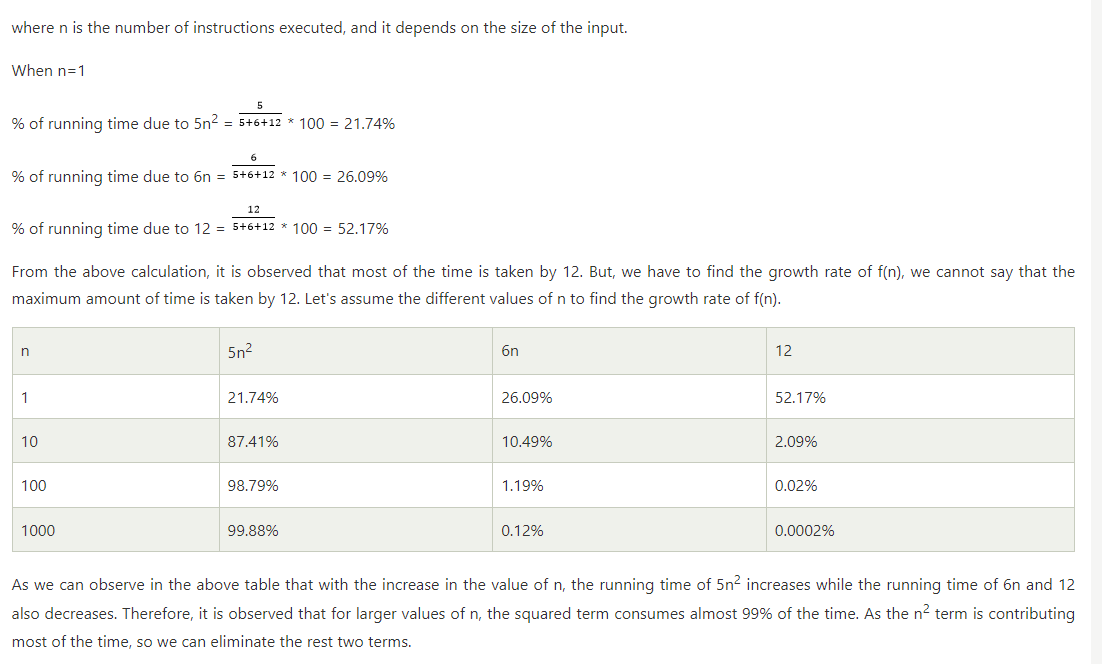 where n is the number of instructions executed, and it depends on the size of the input.
When n=1
% of running time due to 5n² = 5/5+6+12 * 100 = 21.74%
% of running time due to 6n = 6/5+6+12 * 100 = 26.09%
% of running time due to 12 = 12/5+6+12 * 100 = 52.17%
From the above calculation, it is observed that most of the time is taken by 12. But, we have to find the growth rate of f(n), we cannot say that the
maximum amount of time is taken by 12. Let's assume the different values of n to find the growth rate of f(n).
n 5n² 6n 12
1 21.74% 26.09% 52.17%
10 87.41% 10.49% 2.09%
100 98.79% 1.19% 0.02%
1000 99.88% 0.12% 0.0002%
As we can observe in the above table that with the increase in the value of n, the running time of 5n² increases while the running time of 6n and 12
also decreases. Therefore, it is observed that for larger values of n, the squared term consumes almost 99% of the time. As the n² term is contributing
most of the time, so we can eliminate the rest two terms.